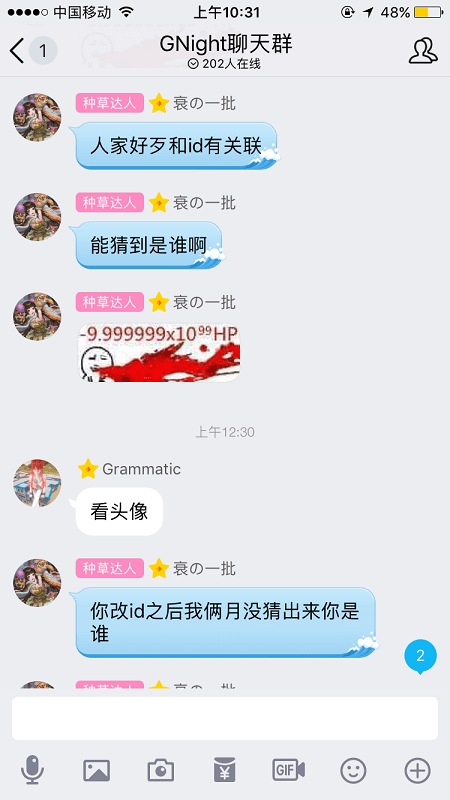 中国移动
上午10:31
48%
1
GNight聊天群
202人在线
种草达人 衰の一批
人家好歹和id有关联
种草达人 衰の一批
能猜到是谁啊
种草达人 衰の一批
-9.999999x10⁹⁹HP
上午12:30
Grammatic
看头像
种草达人 衰の一批
你改id之后我俩月没猜出来你是
谁
2
种草达人 衰の一批
¥
GIF